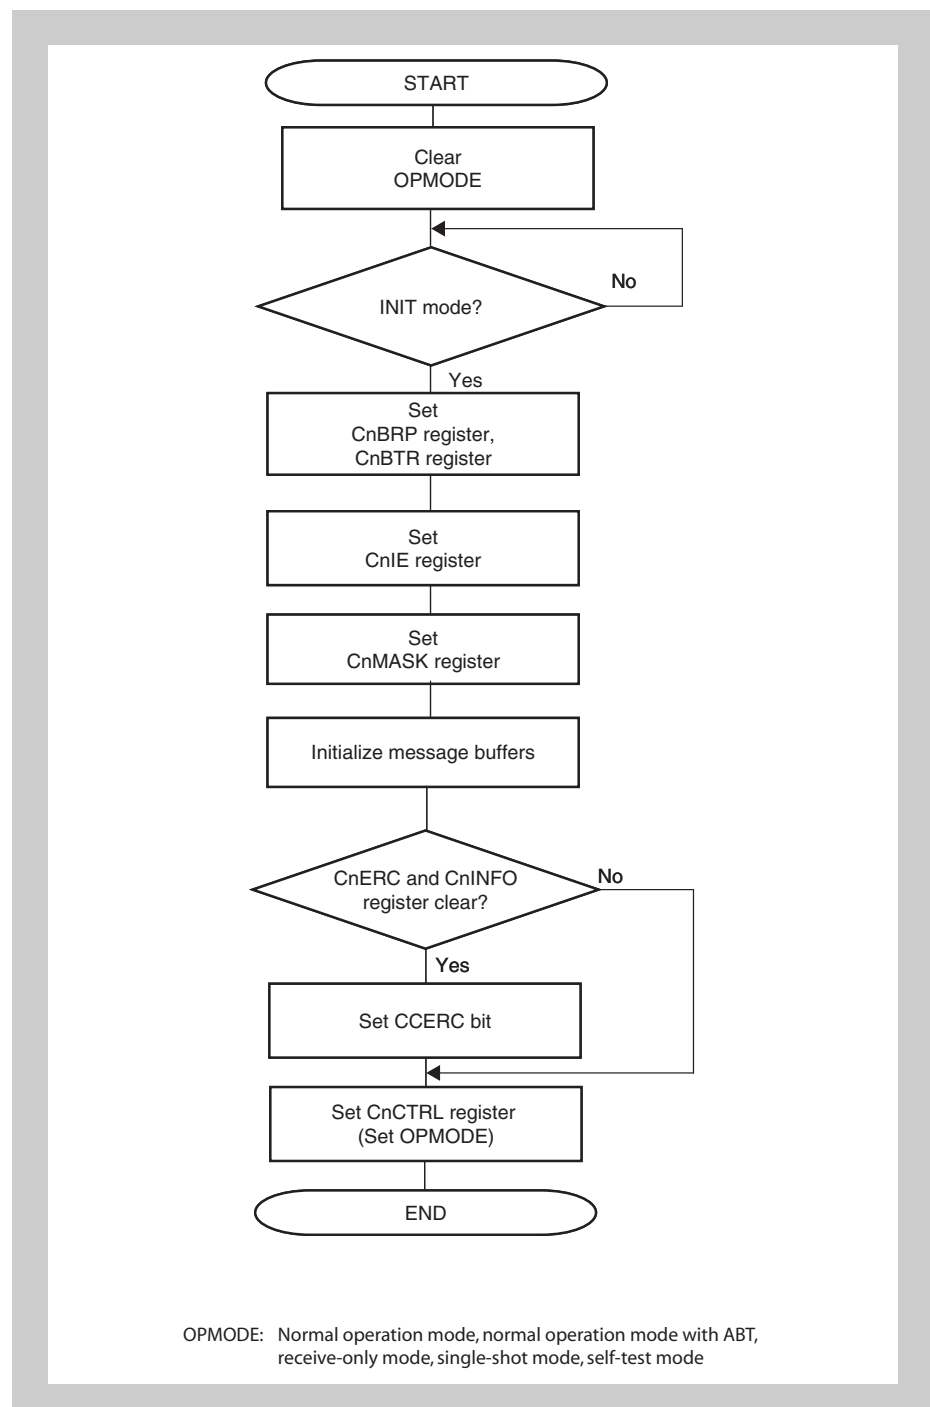 START
Clear
OPMODE
No
INIT mode?
Yes
Set
CnBRP register,
CnBTR register
Set
CnIE register
Set
CnMASK register
Initialize message buffers
CnERC and CnINFO
register clear?
No
Yes
Set CCERC bit
Set CnCTRL register
(Set OPMODE)
END
OPMODE: Normal operation mode, normal operation mode with ABT,
receive-only mode, single-shot mode, self-test mode